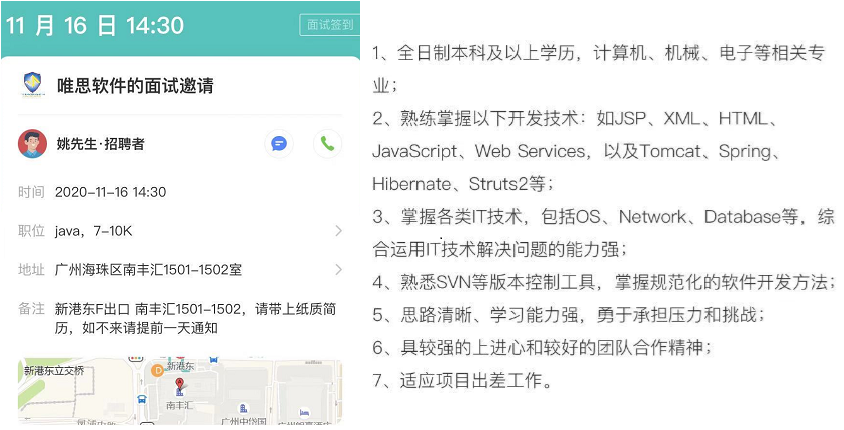 11 月 16 日 14:30
面试签到
唯思软件的面试邀请
姚先生·招聘者
时间 2020-11-16 14:30
职位 java，7-10K
地址 广州海珠区南丰汇1501-1502室
备注 新港东F出口 南丰汇1501-1502，请带上纸质简
历，如不来请提前一天通知
新港东立交桥
新港东
南丰汇
广州中岱国
1、全日制本科及以上学历，计算机、机械、电子等相关专
业；
2、熟练掌握以下开发技术：如JSP、XML、HTML、
JavaScript、Web Services，以及Tomcat、Spring、
Hibernate、Struts2等；
3、掌握各类IT技术，包括OS、Network、Database等，综
合运用IT技术解决问题的能力强；
4、熟悉SVN等版本控制工具，掌握规范化的软件开发方法；
5、思路清晰、学习能力强，勇于承担压力和挑战；
6、具较强的上进心和较好的团队合作精神；
7、适应项目出差工作。